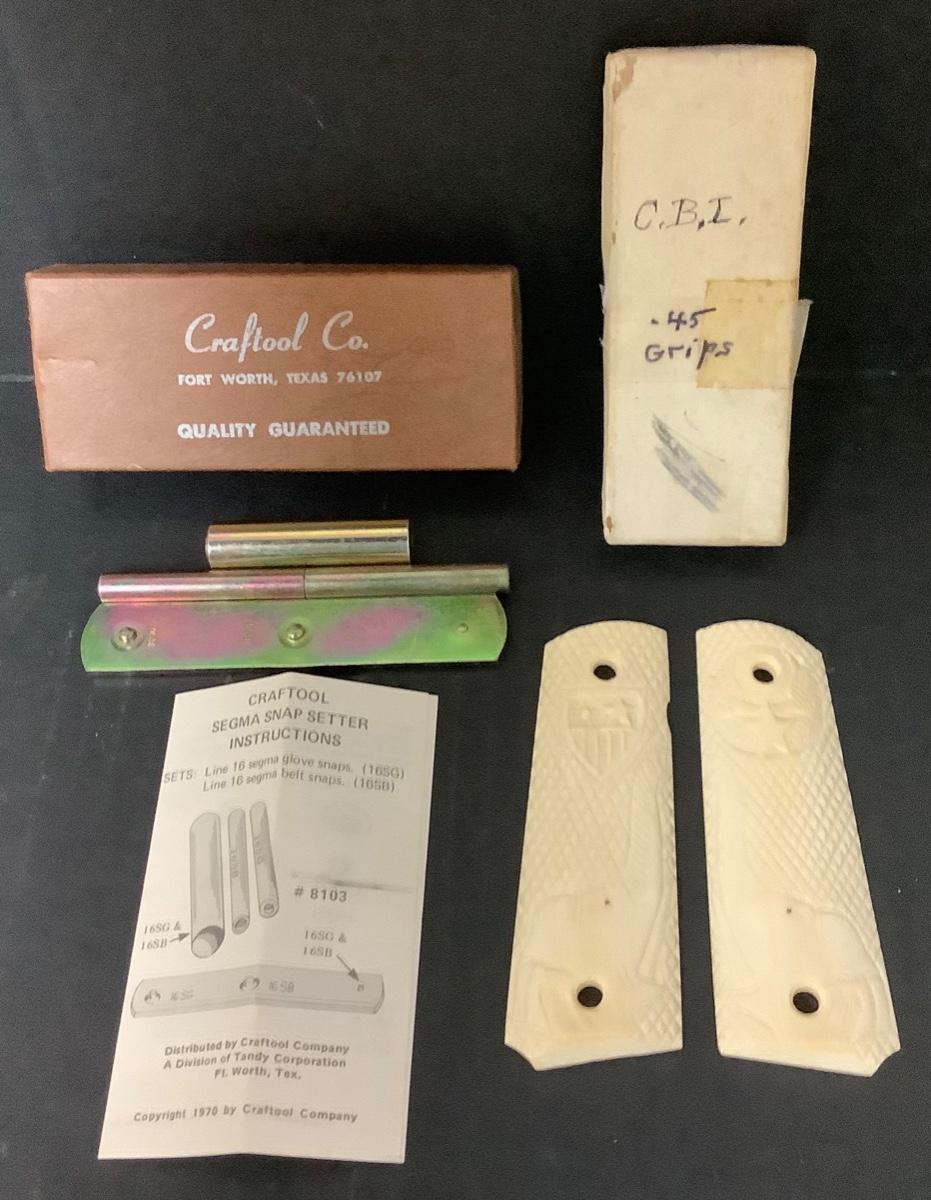 Craftool Co.
FORT WORTH, TEXAS 76107
QUALITY GUARANTEED
C.B.I.
.45
Grips
CRAFTOOL
SEGMA SNAP SETTER
INSTRUCTIONS
SETS: Line 16 segma glove snaps. (16SG)
Line 16 segma belt snaps. (16SB)
# 8103
16SG &
16SB
16SG &
16SB
16SG
16SB
Distributed by Craftool Company
A Division of Tandy Corporation
Ft. Worth, Tex.
Copyright 1970 by Craftool Company